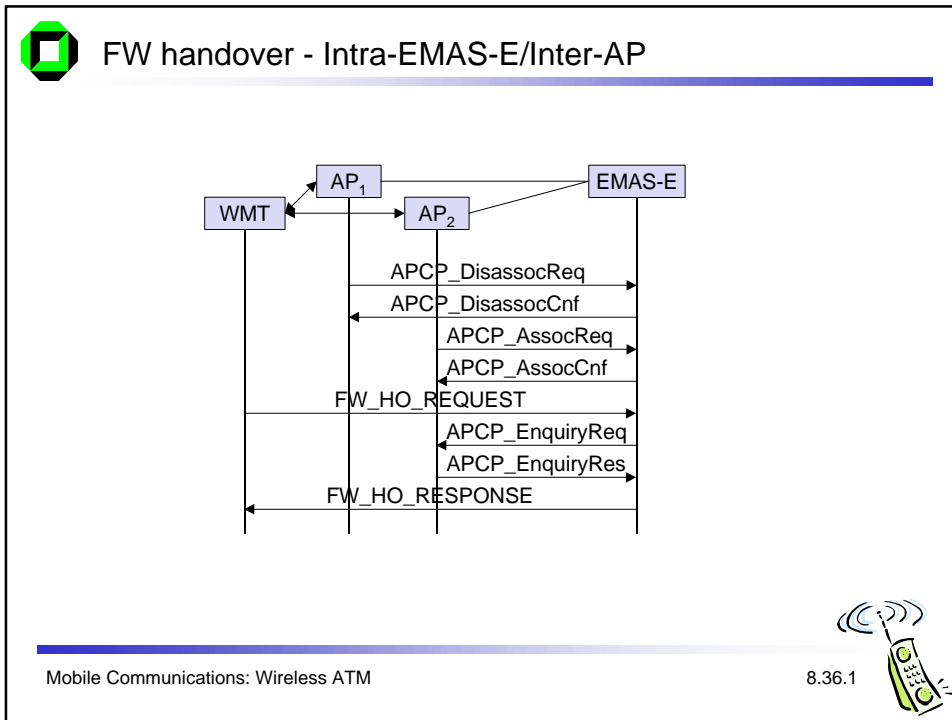 FW handover - Intra-EMAS-E/Inter-AP
AP1
EMAS-E
WMT
AP2
APCP_DisassocReq
APCP_DisassocCnf
APCP_AssocReq
APCP_AssocCnf
FW_HO_REQUEST
APCP_EnquiryReq
APCP_EnquiryRes
FW_HO_RESPONSE
Mobile Communications: Wireless ATM
8.36.1